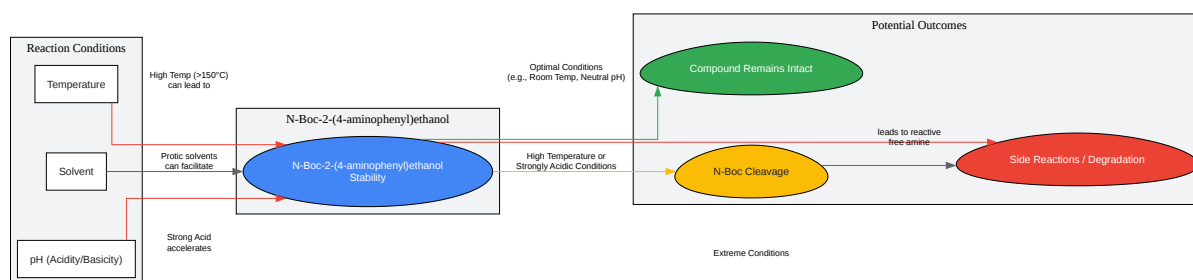 Reaction Conditions
Temperature
Solvent
pH (Acidity/Basicity)
High Temp (>150°C)
can lead to
Protic solvents
can facilitate
Strong Acid
accelerates
N-Boc-2-(4-aminophenyl)ethanol
N-Boc-2-(4-aminophenyl)ethanol
Stability
Optimal Conditions
(e.g., Room Temp, Neutral pH)
High Temperature or
Strongly Acidic Conditions
Potential Outcomes
Compound Remains Intact
N-Boc Cleavage
leads to reactive
free amine
Side Reactions / Degradation
Extreme Conditions